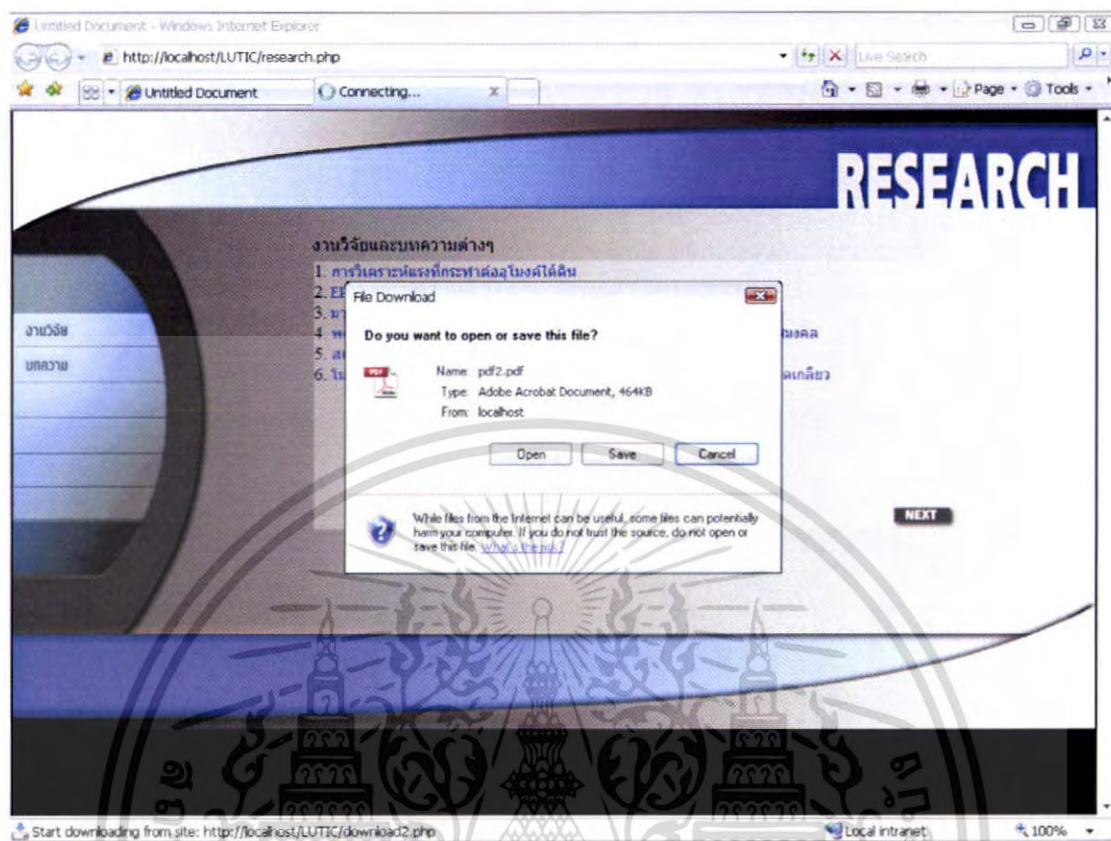 Untitled Document - Windows Internet Explorer
http://localhost/LUTIC/research.php
Live Search
Untitled Document
Connecting...
Page
Tools
RESEARCH
งานวิจัยและบทความต่างๆ
1. การวิเคราะห์แรงที่กระทำต่ออุโมงค์ใต้ดิน
2.
3.
4.
5.
6.
งานวิจัย
บทความ
File Download
Do you want to open or save this file?
PDF
Name: pdf2.pdf
Type: Adobe Acrobat Document, 464KB
From: localhost
Open
Save
Cancel
While files from the Internet can be useful, some files can potentially
harm your computer. If you do not trust the source, do not open or
save this file. What's the risk?
NEXT
Start downloading from site: http://localhost/LUTIC/download2.php
Local intranet
100%